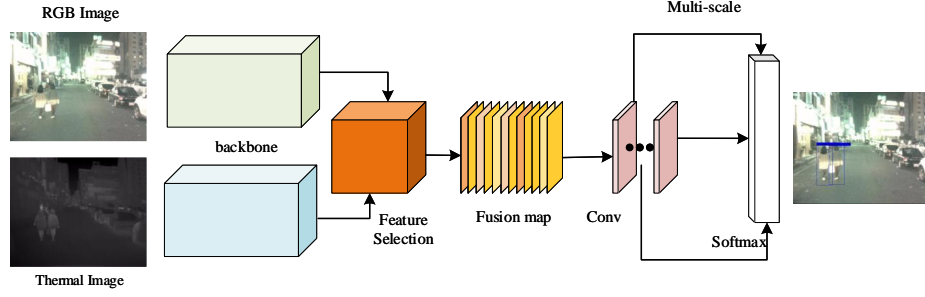 RGB Image
Multi-scale
backbone
Feature
Selection
Fusion map
Conv
Softmax
Thermal Image